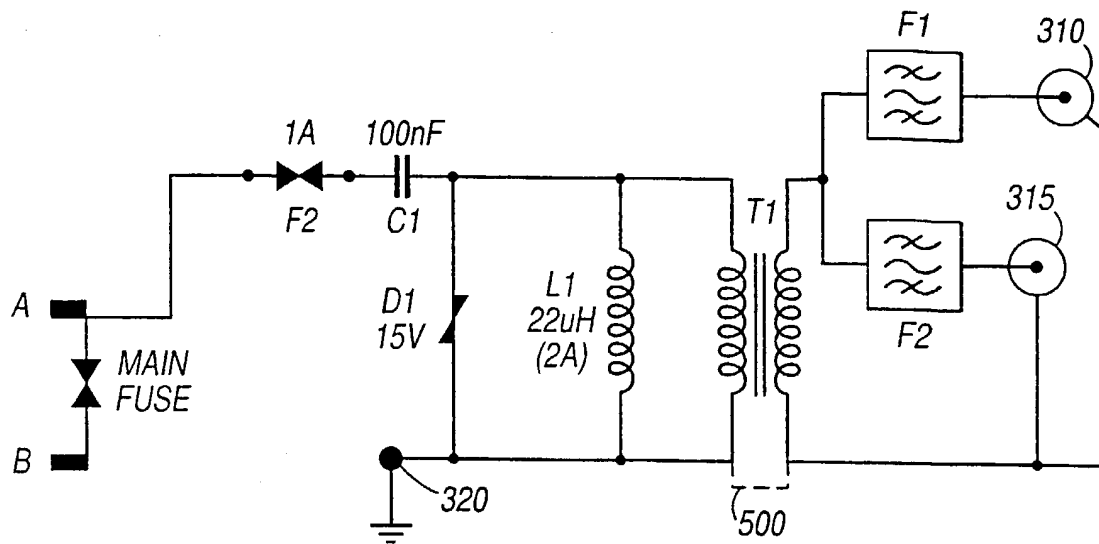 F1
310
1A
100nF
F2
C1
T1
315
A
D1
15V
L1
22uH
(2A)
F2
MAIN
FUSE
B
320
500